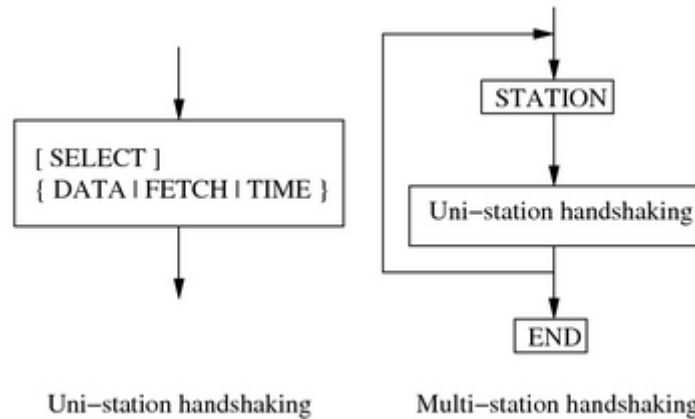 [ SELECT ]
{ DATA | FETCH | TIME }
Uni-station handshaking
STATION
Uni-station handshaking
END
Multi-station handshaking